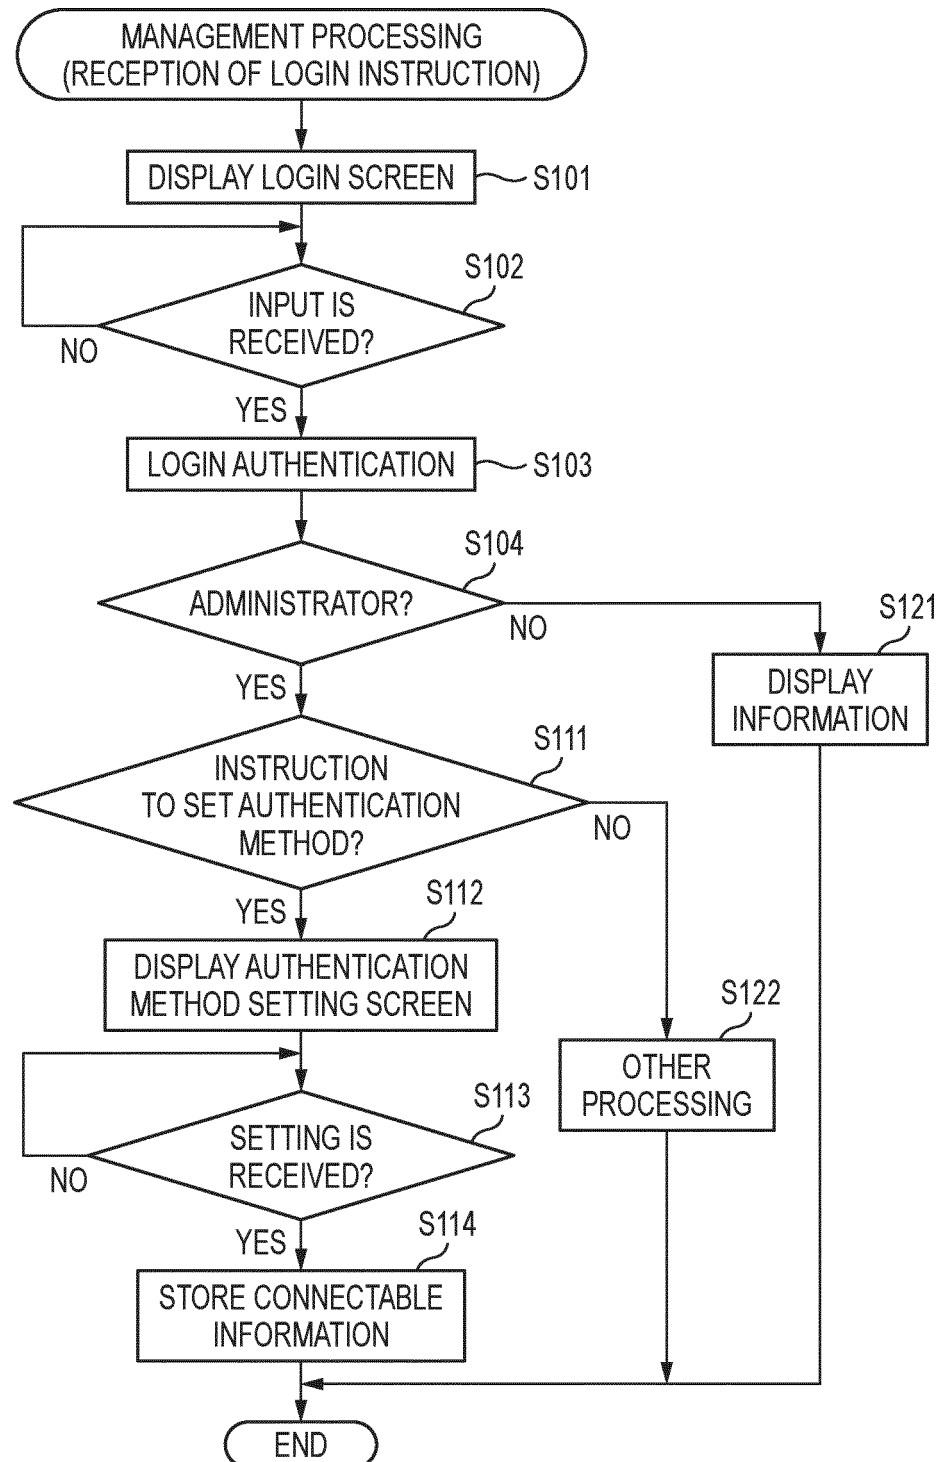 MANAGEMENT PROCESSING
(RECEPTION OF LOGIN INSTRUCTION)
DISPLAY LOGIN SCREEN
S101
S102
INPUT IS
RECEIVED?
NO
YES
LOGIN AUTHENTICATION
S103
S104
ADMINISTRATOR?
NO
YES
S121
DISPLAY
INFORMATION
S111
INSTRUCTION
TO SET AUTHENTICATION
METHOD?
NO
YES
S112
DISPLAY AUTHENTICATION
METHOD SETTING SCREEN
S122
OTHER
PROCESSING
S113
SETTING IS
RECEIVED?
NO
YES
S114
STORE CONNECTABLE
INFORMATION
END